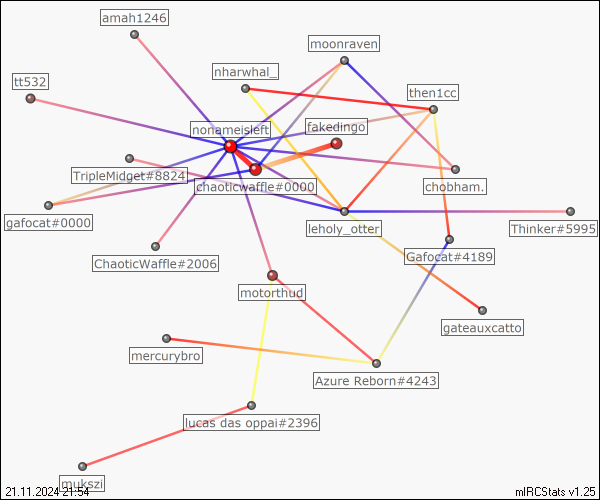 amah1246
moonraven
nharwhal_
tt532
then1cc
nonameisleft
fakedingo
TripleMidget#8824
chaoticwaffle#0000
chobham.
gafocat#0000
leholy_otter
Thinker#5995
ChaoticWaffle#2006
Gafocat#4189
motorthud
gateauxcatto
mercurybro
Azure Reborn#4243
lucas das oppai#2396
mukszi
21.11.2024 21:54
mIRCStats v1.25